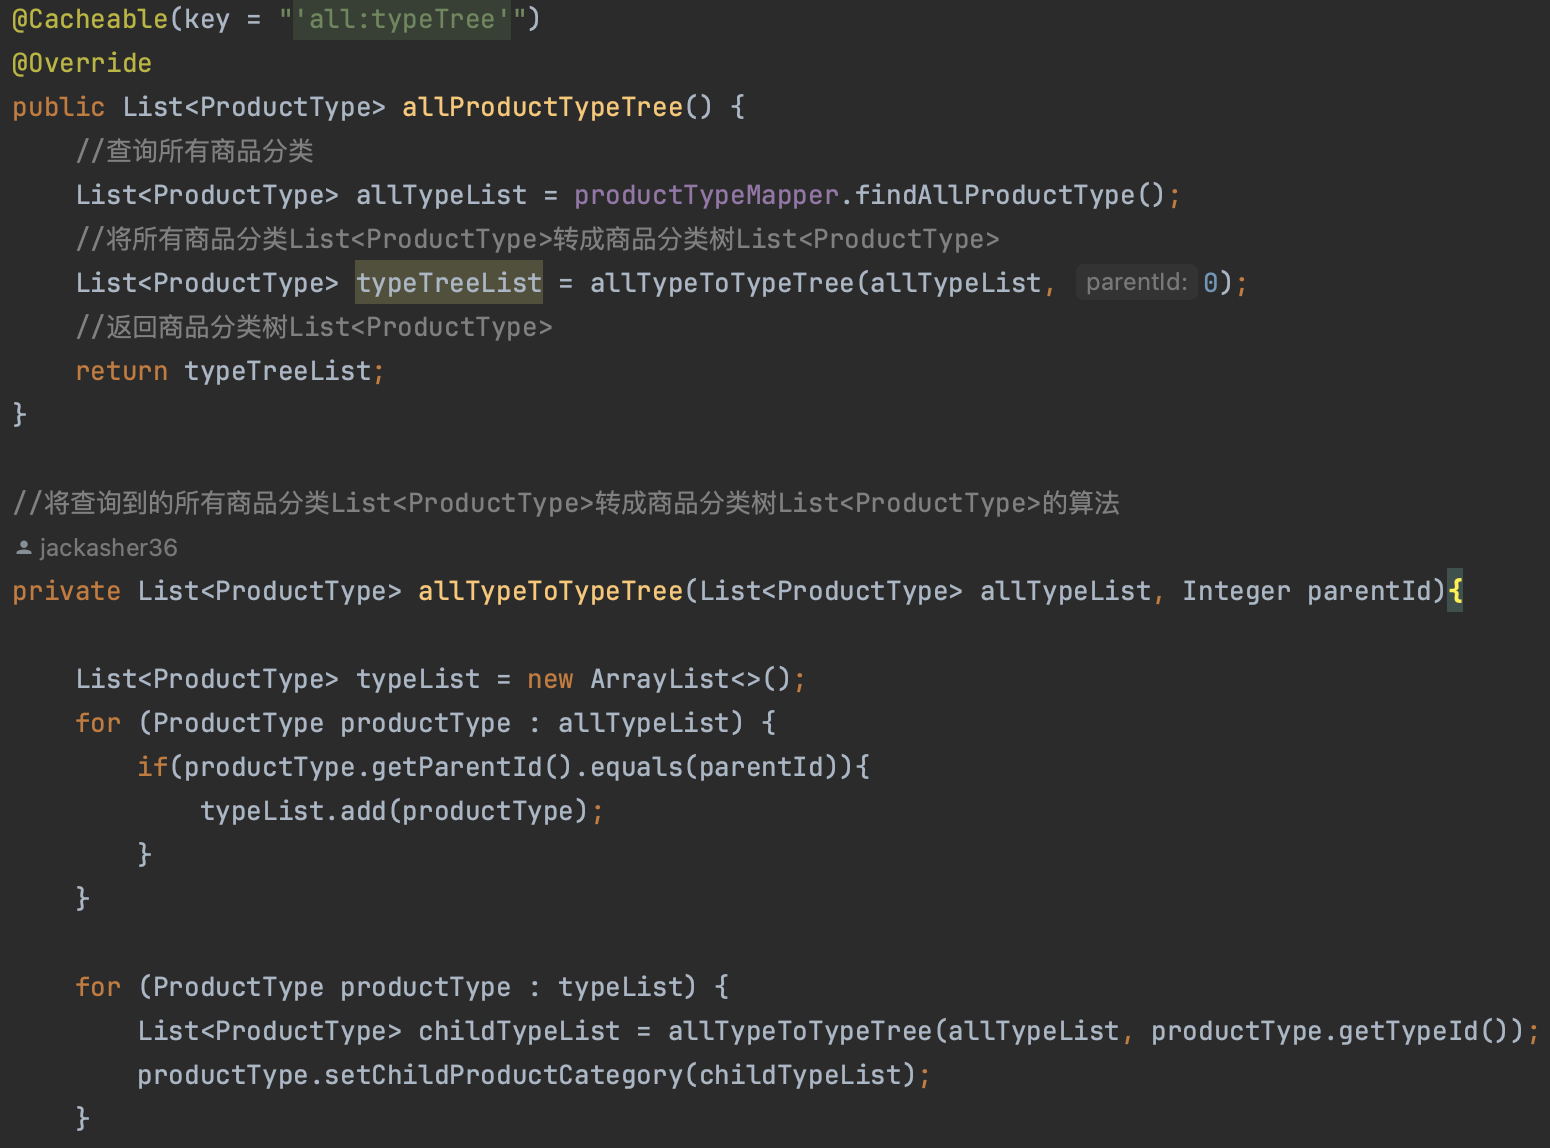 @Cacheable(key = "'all:typeTree'")
@Override
public List<ProductType> allProductTypeTree() {
//查询所有商品分类
List<ProductType> allTypeList = productTypeMapper.findAllProductType();
//将所有商品分类List<ProductType>转成商品分类树List<ProductType>
List<ProductType> typeTreeList = allTypeToTypeTree(allTypeList, parentId: 0);
//返回商品分类树List<ProductType>
return typeTreeList;
}
//将查询到的所有商品分类List<ProductType>转成商品分类树List<ProductType>的算法
jackasher36
private List<ProductType> allTypeToTypeTree(List<ProductType> allTypeList, Integer parentId){
List<ProductType> typeList = new ArrayList<>();
for (ProductType productType : allTypeList) {
if(productType.getParentId().equals(parentId)){
typeList.add(productType);
}
}
for (ProductType productType : typeList) {
List<ProductType> childTypeList = allTypeToTypeTree(allTypeList, productType.getTypeId());
productType.setChildProductCategory(childTypeList);
}